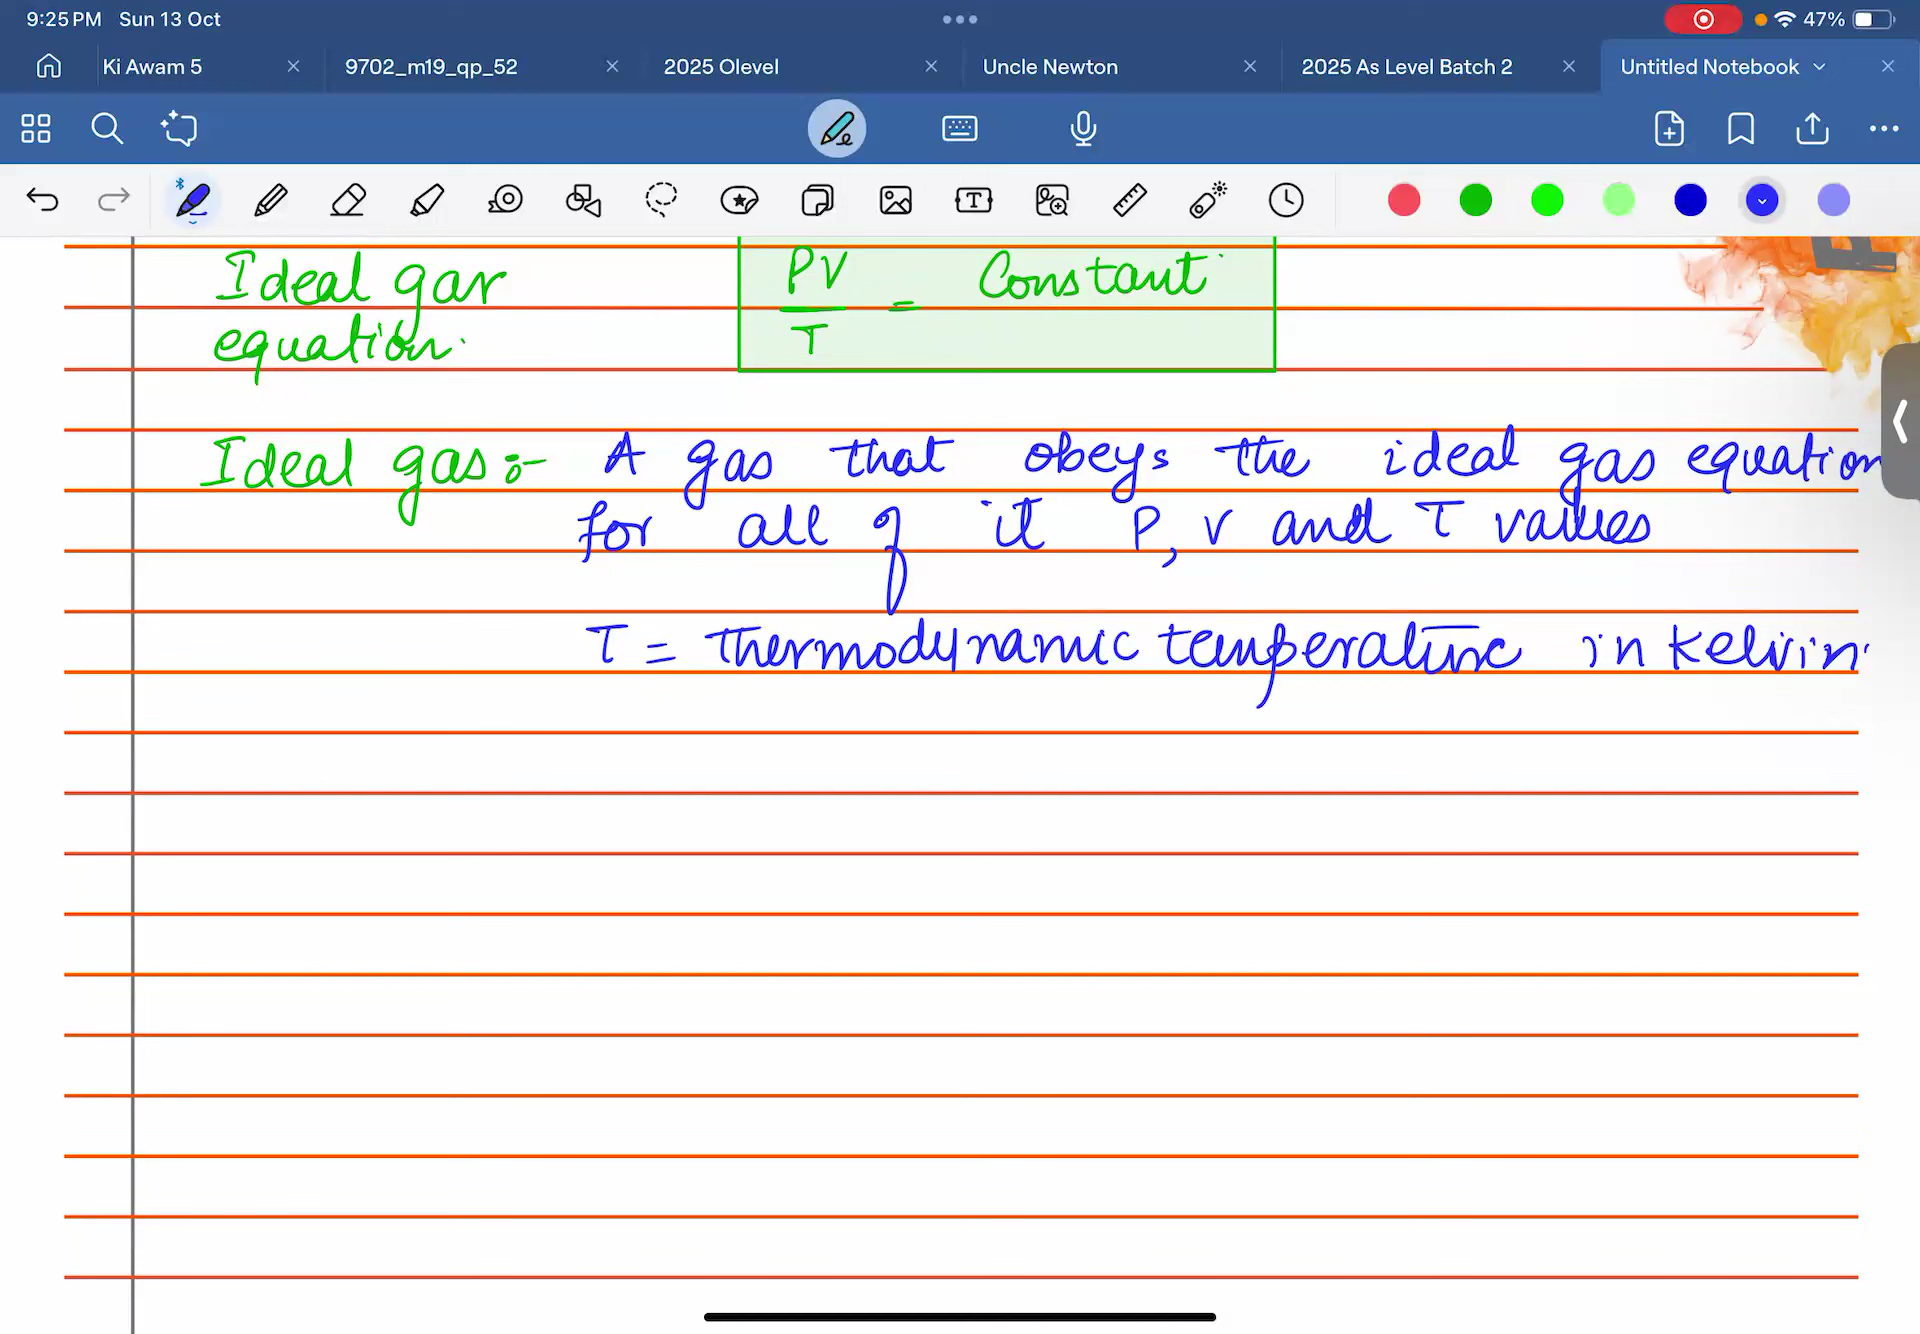 9:25 PM Sun 13 Oct
47%
Ki Awam 5
9702_m19_qp_52
2025 Olevel
Uncle Newton
2025 As Level Batch 2
Untitled Notebook
Ideal gar
equation.
PV
T
= Constant
Ideal gas:- A gas that obeys the ideal gas equation
for all of it P, V and T values
T = thermodynamic temperature in Kelvin.